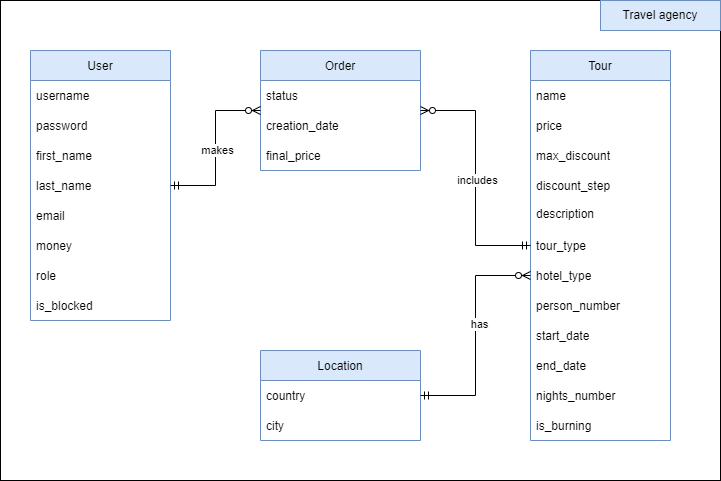 Travel agency
User
username
password
first_name
last_name
email
money
role
is_blocked
makes
Order
status
creation_date
final_price
includes
Tour
name
price
max_discount
discount_step
description
tour_type
hotel_type
person_number
start_date
end_date
nights_number
is_burning
has
Location
country
city